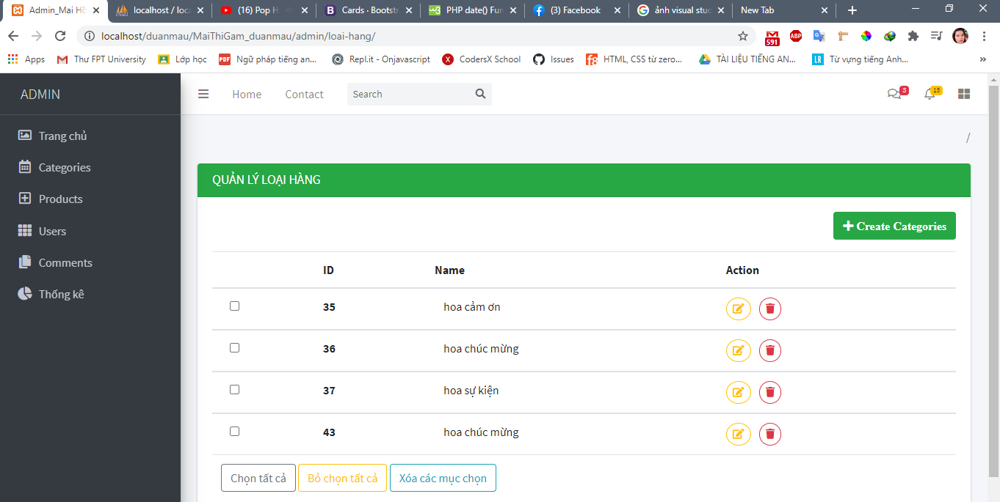 Admin_Mai Hồ
localhost / loca
(16) Pop H
Cards · Bootstr
PHP date() Fun
(3) Facebook
ảnh visual stud
New Tab
localhost/duanmau/MaiThiGam_duanmau/admin/loai-hang/
591
ABP
Apps
Thư FPT University
Lớp học
PDF
Ngữ pháp tiếng an...
Repl.it - Onjavascript
CodersX School
Issues
HTML, CSS từ zero...
TÀI LIỆU TIẾNG AN...
LR
Từ vựng tiếng Anh...
»
ADMIN
Home
Contact
Search
3
15
Trang chủ
Categories
Products
Users
Comments
Thống kê
/
QUẢN LÝ LOẠI HÀNG
Create Categories
ID Name Action
35 hoa cảm ơn
36 hoa chúc mừng
37 hoa sự kiện
43 hoa chúc mừng
Chọn tất cả Bỏ chọn tất cả Xóa các mục chọn